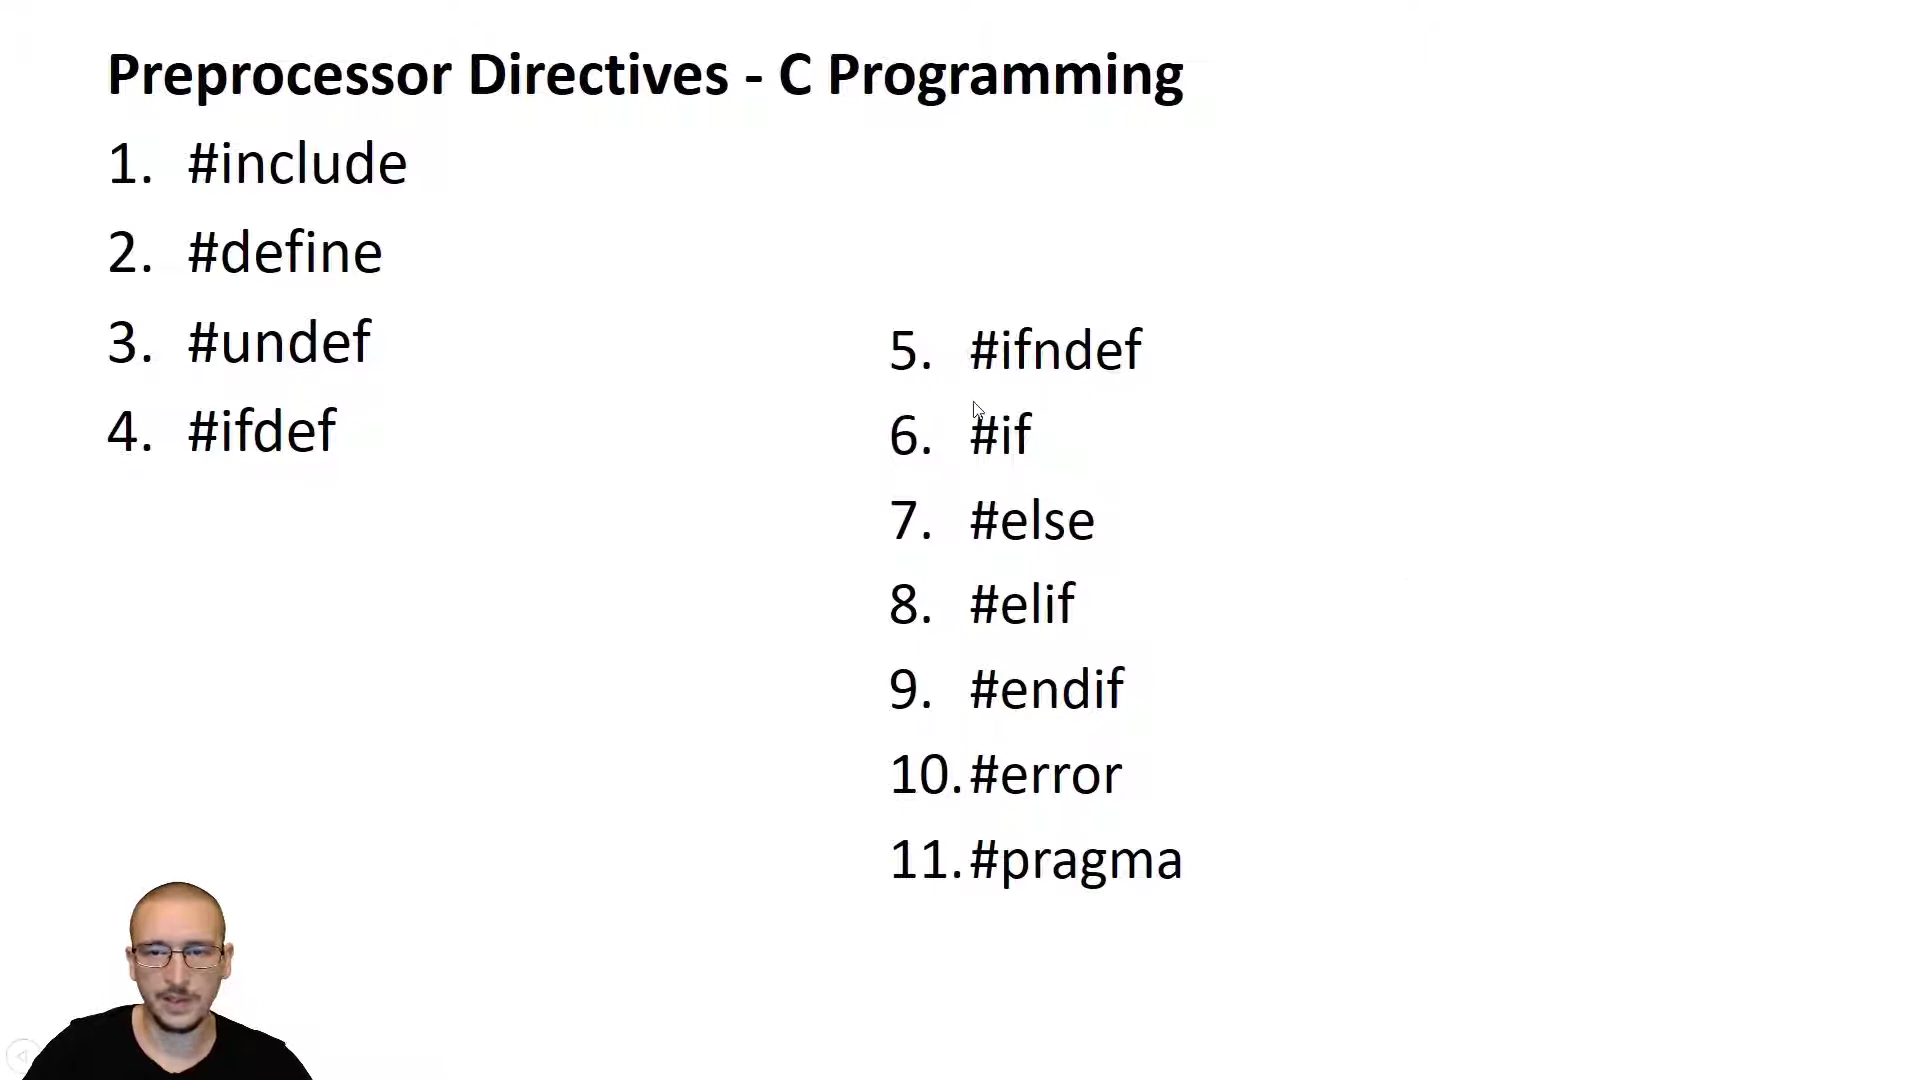 Preprocessor Directives - C Programming
1. #include
2. #define
3. #undef
4. #ifdef
5. #ifndef
6. #if
7. #else
8. #elif
9. #endif
10. #error
11. #pragma